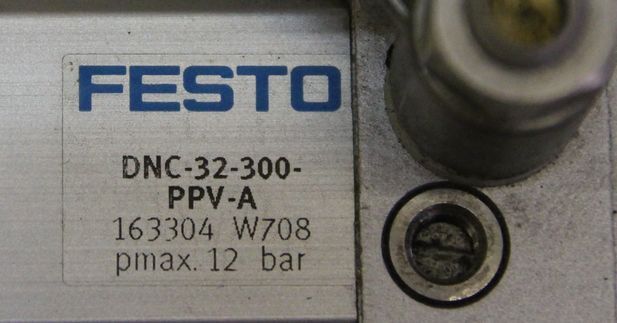 FESTO
DNC-32-300-
PPV-A
163304 W708
pmax. 12 bar